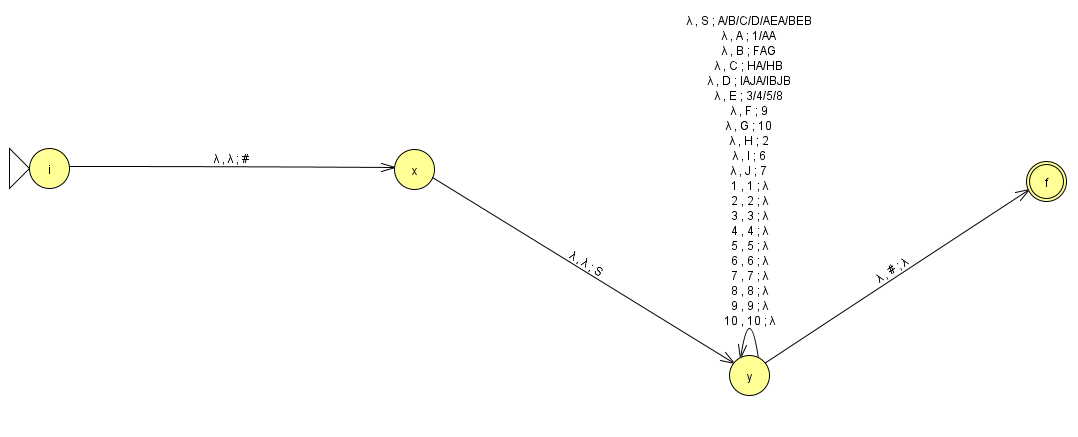 λ , S ; A/B/C/D/AEA/BEB
λ , A ; 1/AA
λ , B ; FAG
λ , C ; HA/HB
λ , D ; IAJA/IBJB
λ , E ; 3/4/5/8
λ , F ; 9
λ , G ; 10
λ , H ; 2
λ , I ; 6
λ , J ; 7
1 , 1 ; λ
2 , 2 ; λ
3 , 3 ; λ
4 , 4 ; λ
5 , 5 ; λ
6 , 6 ; λ
7 , 7 ; λ
8 , 8 ; λ
9 , 9 ; λ
10 , 10 ; λ
λ , λ ; #
i
x
f
λ , λ ; S
λ , # ; λ
y